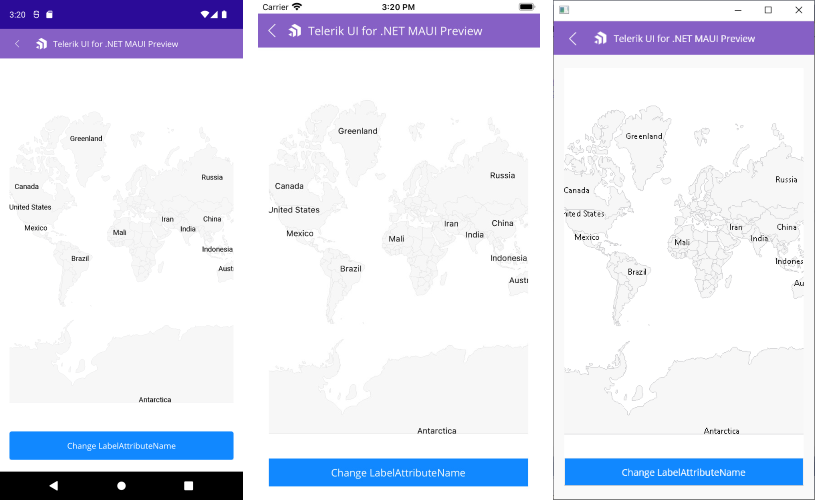 3:20
Telerik UI for .NET MAUI Preview
Greenland
Russia
Canada
United States
Iran
China
Mexico
Mali
India
Indonesia
Brazil
Aust
Antarctica
Change LabelAttributeName
Carrier 3:20 PM
Telerik UI for .NET MAUI Preview
Greenland
Russia
Canada
United States
Iran
China
Mexico
Mali
India
Indonesia
Brazil
Austr
Antarctica
Change LabelAttributeName
Telerik UI for .NET MAUI Preview
Greenland
Russia
Canada
nited States
Iran
China
Mexico
Mali
India
Indones
Brazil
Au
Antarctica
Change LabelAttributeName